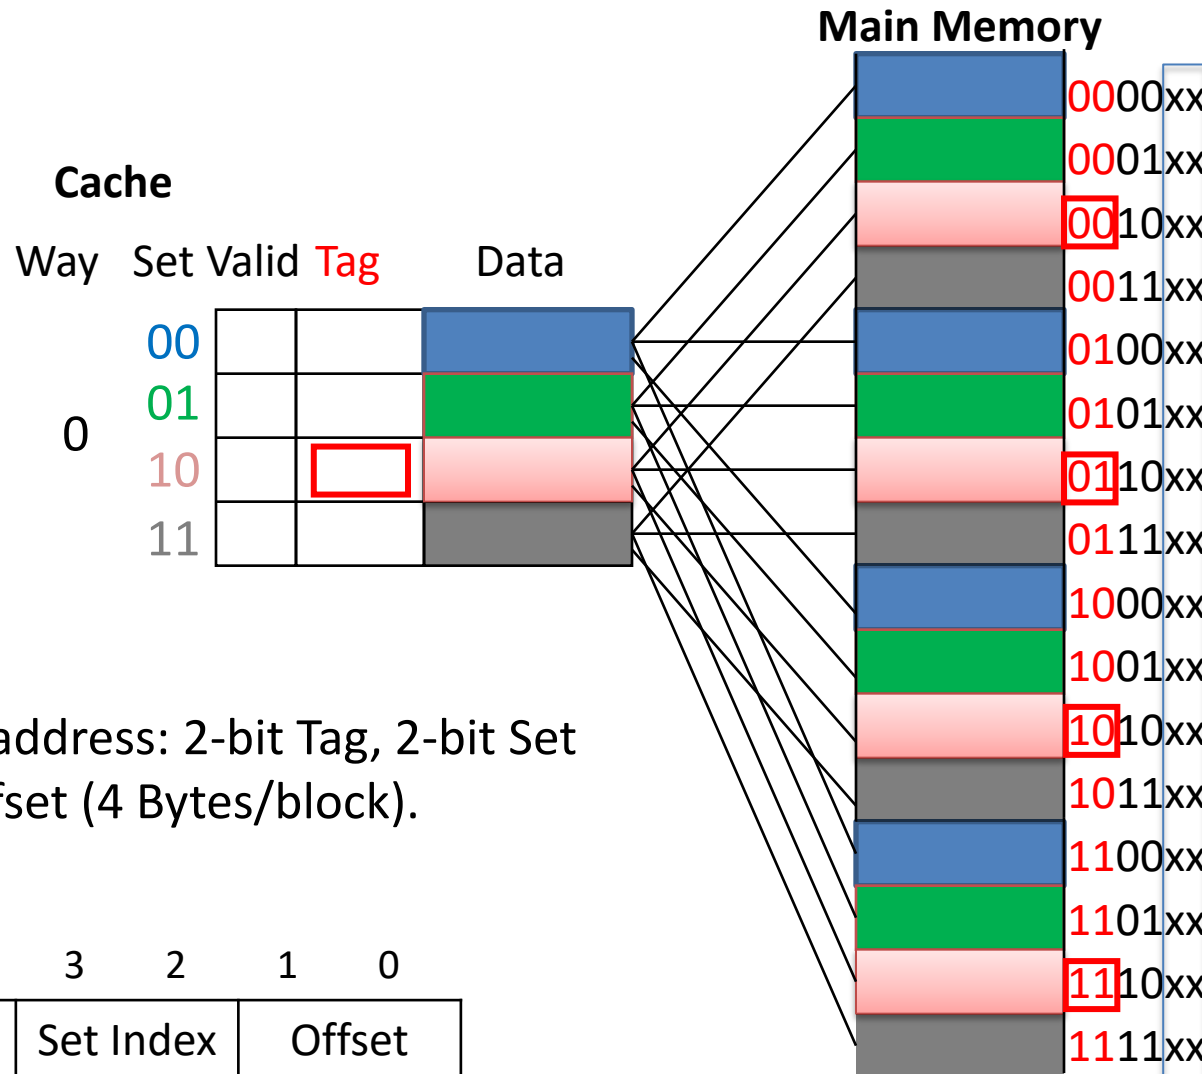 Main Memory
Cache
Way Set Valid Tag Data
0
00
01
10
11
0000xx
0001xx
0010xx
0011xx
0100xx
0101xx
0110xx
0111xx
1000xx
1001xx
1010xx
1011xx
1100xx
1101xx
1110xx
1111xx
address: 2-bit Tag, 2-bit Set
fset (4 Bytes/block).
3 2 1 0
Set Index Offset